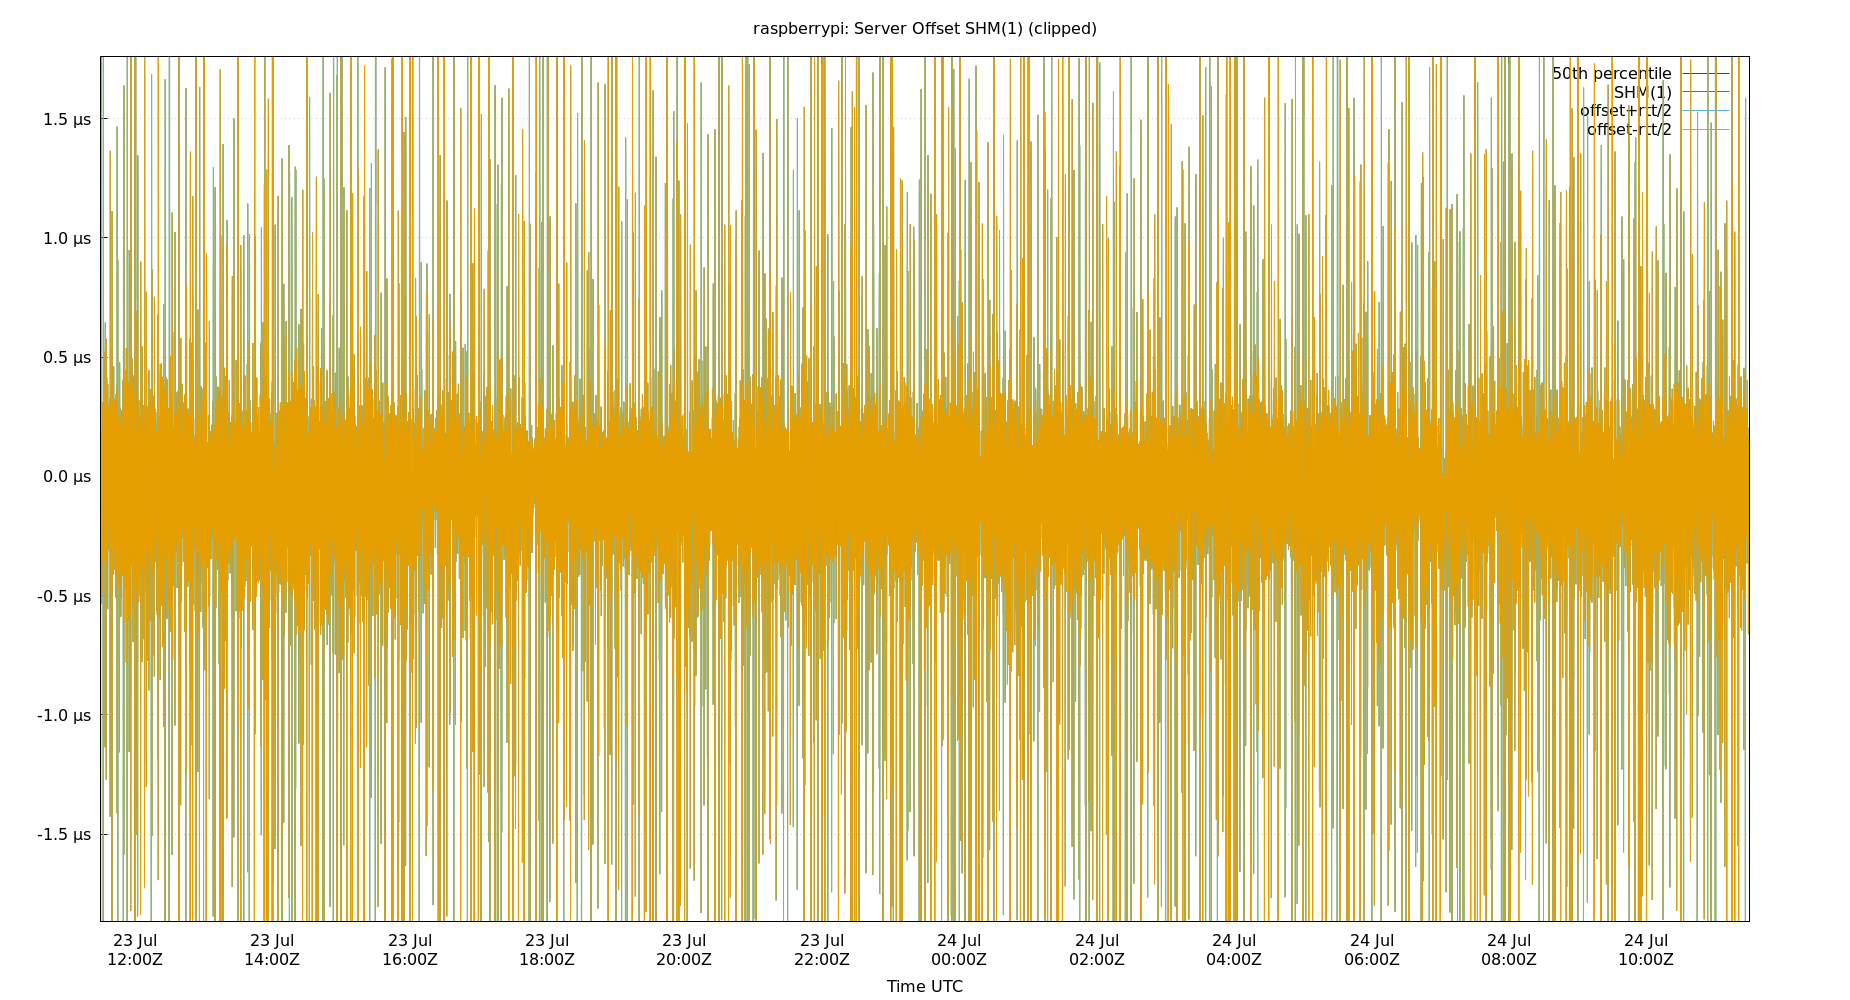 raspberrypi: Server Offset SHM(1) (clipped)
50th percentile
SHM(1)
offset+rtt/2
offset-rtt/2
1.5 µs
1.0 µs
0.5 µs
0.0 µs
-0.5 µs
-1.0 µs
-1.5 µs
23 Jul 23 Jul 23 Jul 23 Jul 23 Jul 23 Jul 24 Jul 24 Jul 24 Jul 24 Jul 24 Jul 24 Jul
12:00Z 14:00Z 16:00Z 18:00Z 20:00Z 22:00Z 00:00Z 02:00Z 04:00Z 06:00Z 08:00Z 10:00Z
Time UTC